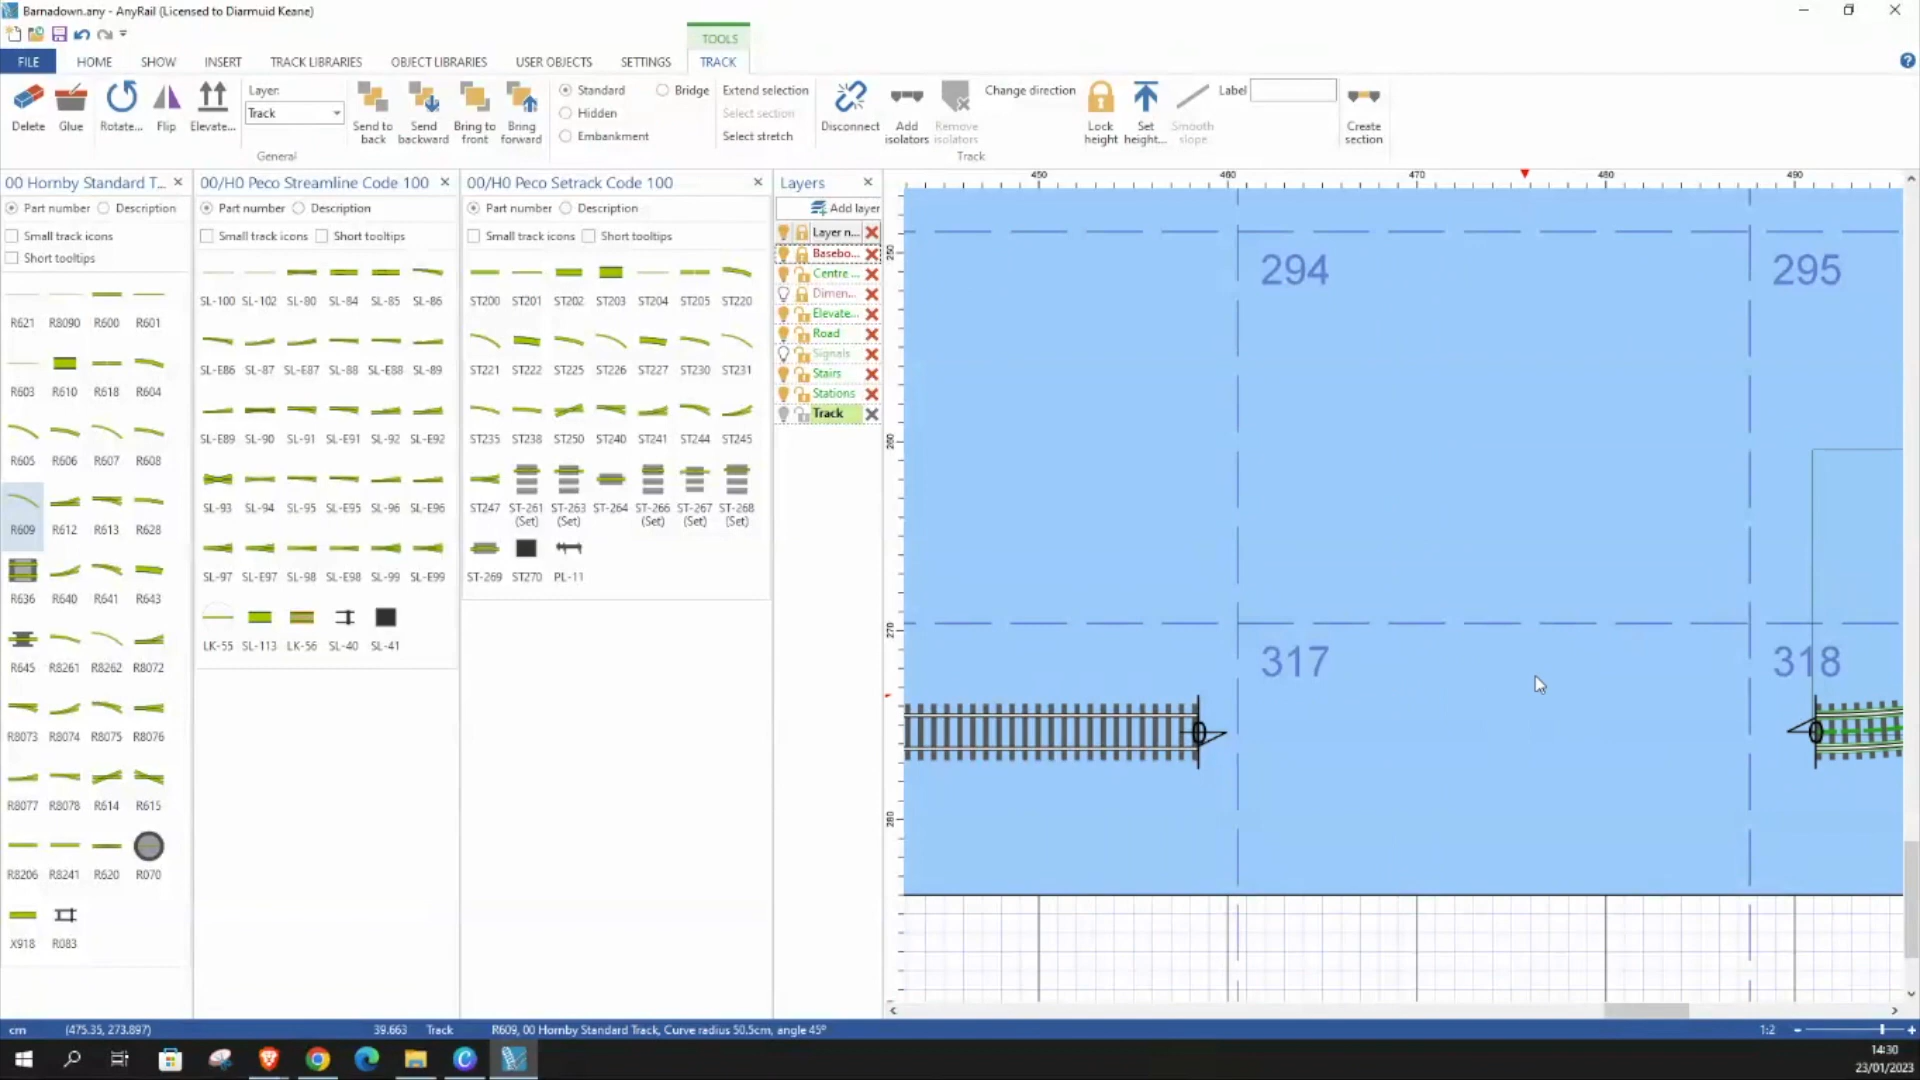 Barnadown.any - AnyRail (Licensed to Diarmuid Keane)
TOOLS
FILE HOME SHOW INSERT TRACK LIBRARIES OBJECT LIBRARIES USER OBJECTS SETTINGS TRACK
Layer:
Track
Delete Glue Rotate... Flip Elevate...
Send to back
Send backward
Bring to front
Bring forward
General
Standard Bridge
Hidden
Embankment
Extend selection
Select section
Select stretch
Disconnect
Add isolators
Remove isolators
Change direction
Lock height
Set height...
Smooth slope
Label
Create section
Track
00 Hornby Standard T...
Part number Description
Small track icons
Short tooltips
R621 R8090 R600 R601
R603 R610 R618 R604
R605 R606 R607 R608
R609 R612 R613 R628
R636 R640 R641 R643
R645 R8261 R8262 R8072
R8073 R8074 R8075 R8076
R8077 R8078 R614 R615
R8206 R8241 R620 R070
X918 R083
00/H0 Peco Streamline Code 100
Part number Description
Small track icons Short tooltips
SL-100 SL-102 SL-80 SL-84 SL-85 SL-86
SL-E86 SL-87 SL-E87 SL-88 SL-E88 SL-89
SL-E89 SL-90 SL-91 SL-E91 SL-92 SL-E92
SL-93 SL-94 SL-95 SL-E95 SL-96 SL-E96
SL-97 SL-E97 SL-98 SL-E98 SL-99 SL-E99
LK-55 SL-113 LK-56 SL-40 SL-41
00/H0 Peco Setrack Code 100
Part number Description
Small track icons Short tooltips
ST200 ST201 ST202 ST203 ST204 ST205 ST220
ST221 ST222 ST225 ST226 ST227 ST230 ST231
ST235 ST238 ST250 ST240 ST241 ST244 ST245
ST247 ST-261 (Set) ST-263 (Set) ST-264 ST-266 (Set) ST-267 (Set) ST-268 (Set)
ST-269 ST270 PL-11
Layers
Add layer
Layer n...
Basebo...
Centre ...
Dimen...
Elevate...
Road
Signals
Stairs
Stations
Track
450 460 470 480 490
250
260
270
280
294 295
317 318
cm (475.35, 273.897) 39.663 Track R609, 00 Hornby Standard Track, Curve radius 50.5cm, angle 45° 1:2
14:30
23/01/2023